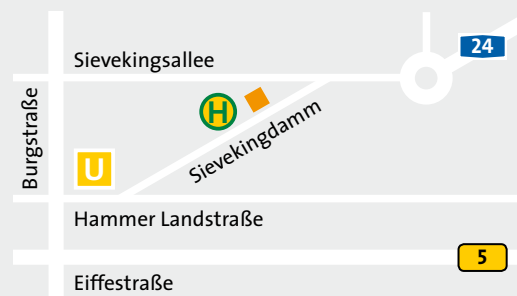 24
Sievekingsallee
Burgstraße
H
Sievekingdamm
U
Hammer Landstraße
5
Eiffestraße